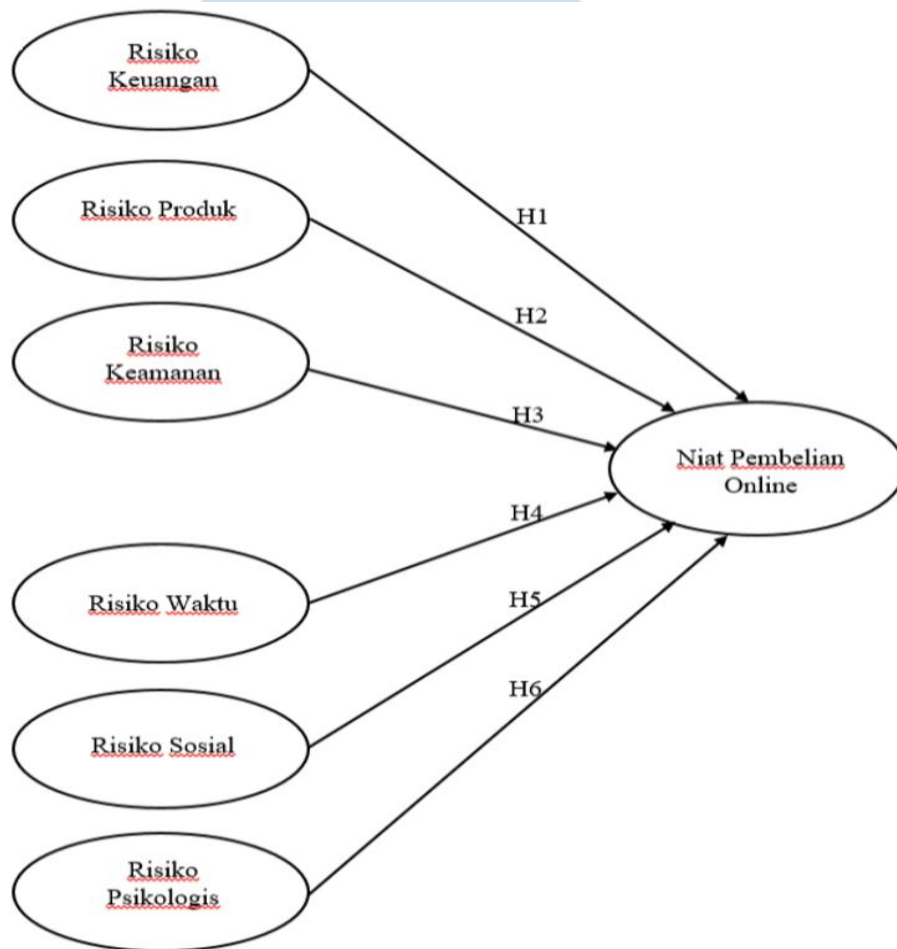 Risiko
Keuangan
H1
Risiko Produk
H2
Risiko
Keamanan
H3
Niat Pembelian
Online
H4
Risiko Waktu
H5
Risiko Sosial
H6
Risiko
Psikologis